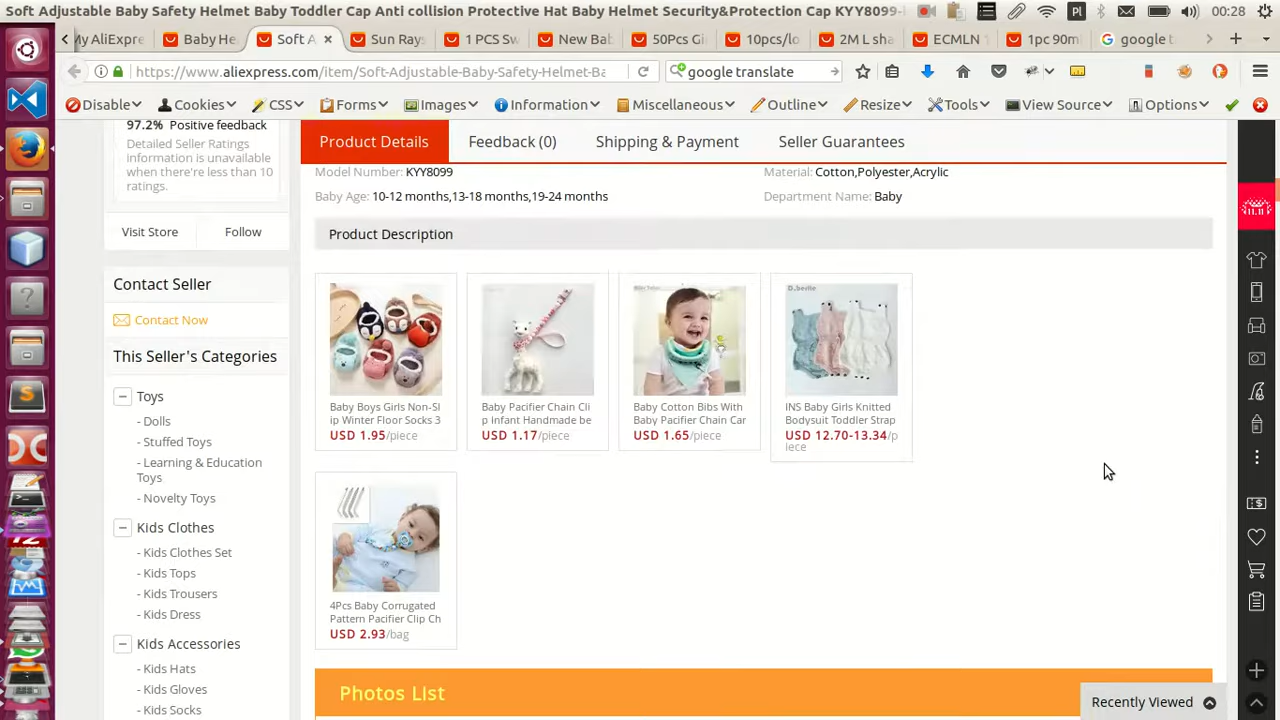 Soft Adjustable Baby Safety Helmet Baby Toddler Cap Anti collision Protective Hat Baby Helmet Security&Protection Cap KYY8099-
Pl
00:28
My AliExpre
Baby He
Soft A
Sun Rays
1 PCS Sw
New Bab
50Pcs Gi
10pcs/lo
2M L sha
ECMLN
1pc 90m
google t
https://www.aliexpress.com/item/Soft-Adjustable-Baby-Safety-Helmet-Ba
google translate
Disable
Cookies
CSS
Forms
Images
Information
Miscellaneous
Outline
Resize
Tools
View Source
Options
97.2% Positive feedback
Detailed Seller Ratings
information is unavailable
when there're less than 10
ratings.
Visit Store
Follow
Contact Seller
Contact Now
This Seller's Categories
Toys
- Dolls
- Stuffed Toys
- Learning & Education
Toys
- Novelty Toys
Kids Clothes
- Kids Clothes Set
- Kids Tops
- Kids Trousers
- Kids Dress
Kids Accessories
- Kids Hats
- Kids Gloves
- Kids Socks
Product Details
Feedback (0)
Shipping & Payment
Seller Guarantees
Model Number: KYY8099
Material: Cotton,Polyester,Acrylic
Baby Age: 10-12 months,13-18 months,19-24 months
Department Name: Baby
Product Description
Baby Boys Girls Non-Sl
ip Winter Floor Socks 3
USD 1.95/piece
Baby Pacifier Chain Cli
p Infant Handmade be
USD 1.17/piece
Baby Cotton Bibs With
Baby Pacifier Chain Car
USD 1.65/piece
D.bevlle
INS Baby Girls Knitted
Bodysuit Toddler Strap
USD 12.70-13.34/p
iece
4Pcs Baby Corrugated
Pattern Pacifier Clip Ch
USD 2.93/bag
Photos List
11.11
Recently Viewed